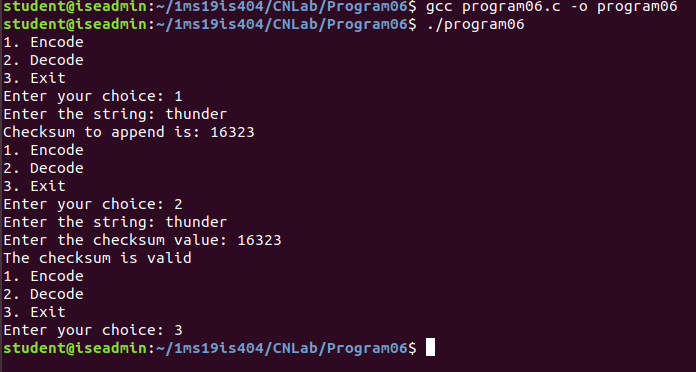 student@iseadmin:~/1ms19is404/CNLab/Program06$ gcc program06.c -o program06
student@iseadmin:~/1ms19is404/CNLab/Program06$ ./program06
1. Encode
2. Decode
3. Exit
Enter your choice: 1
Enter the string: thunder
Checksum to append is: 16323
1. Encode
2. Decode
3. Exit
Enter your choice: 2
Enter the string: thunder
Enter the checksum value: 16323
The checksum is valid
1. Encode
2. Decode
3. Exit
Enter your choice: 3
student@iseadmin:~/1ms19is404/CNLab/Program06$